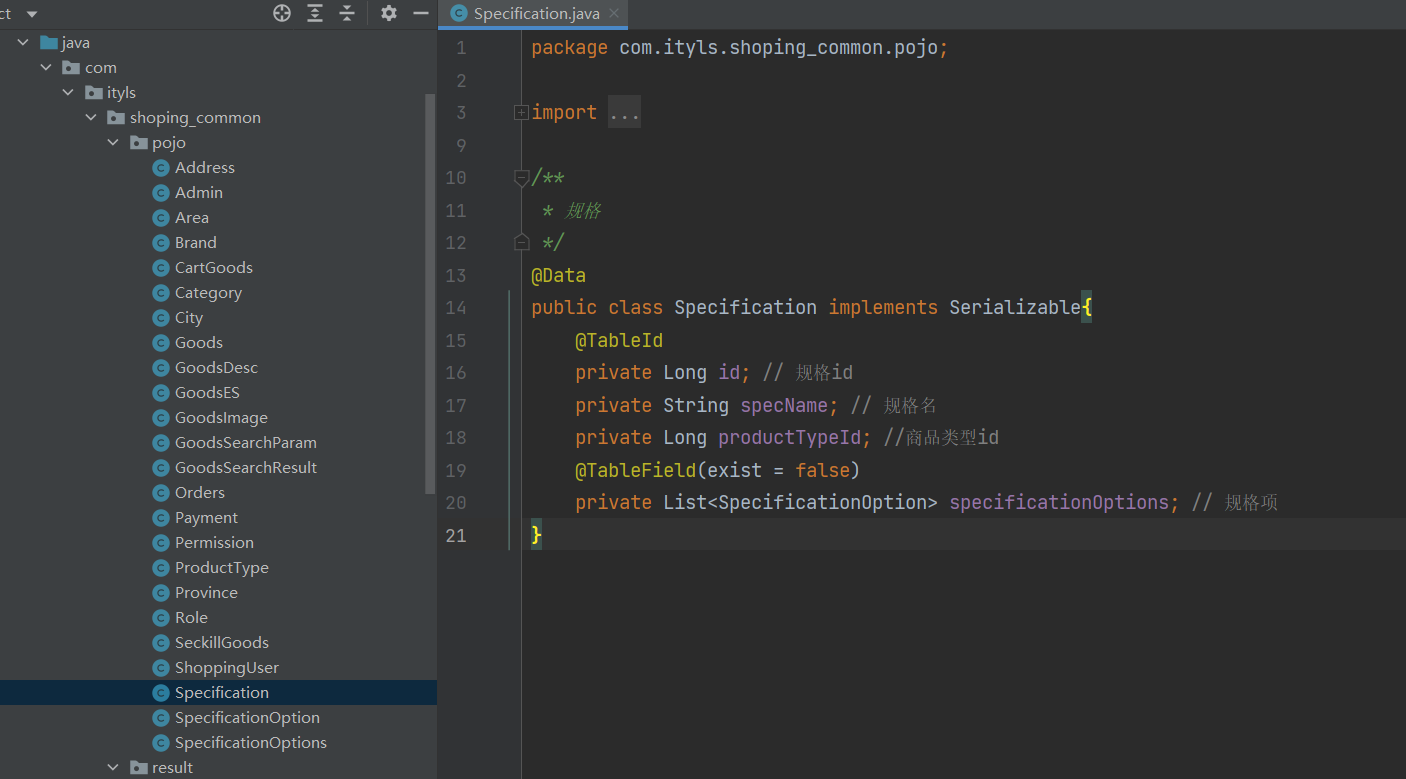 ct
java
com
ityls
shoping_common
pojo
Address
Admin
Area
Brand
CartGoods
Category
City
Goods
GoodsDesc
GoodsES
GoodsImage
GoodsSearchParam
GoodsSearchResult
Orders
Payment
Permission
ProductType
Province
Role
SeckillGoods
ShoppingUser
Specification
SpecificationOption
SpecificationOptions
result
Specification.java
1 package com.ityls.shoping_common.pojo;
2
3 import ...
9
10 /**
11 * 规格
12 */
13 @Data
14 public class Specification implements Serializable{
15 @TableId
16 private Long id; // 规格id
17 private String specName; // 规格名
18 private Long productTypeId; //商品类型id
19 @TableField(exist = false)
20 private List<SpecificationOption> specificationOptions; // 规格项
21 }